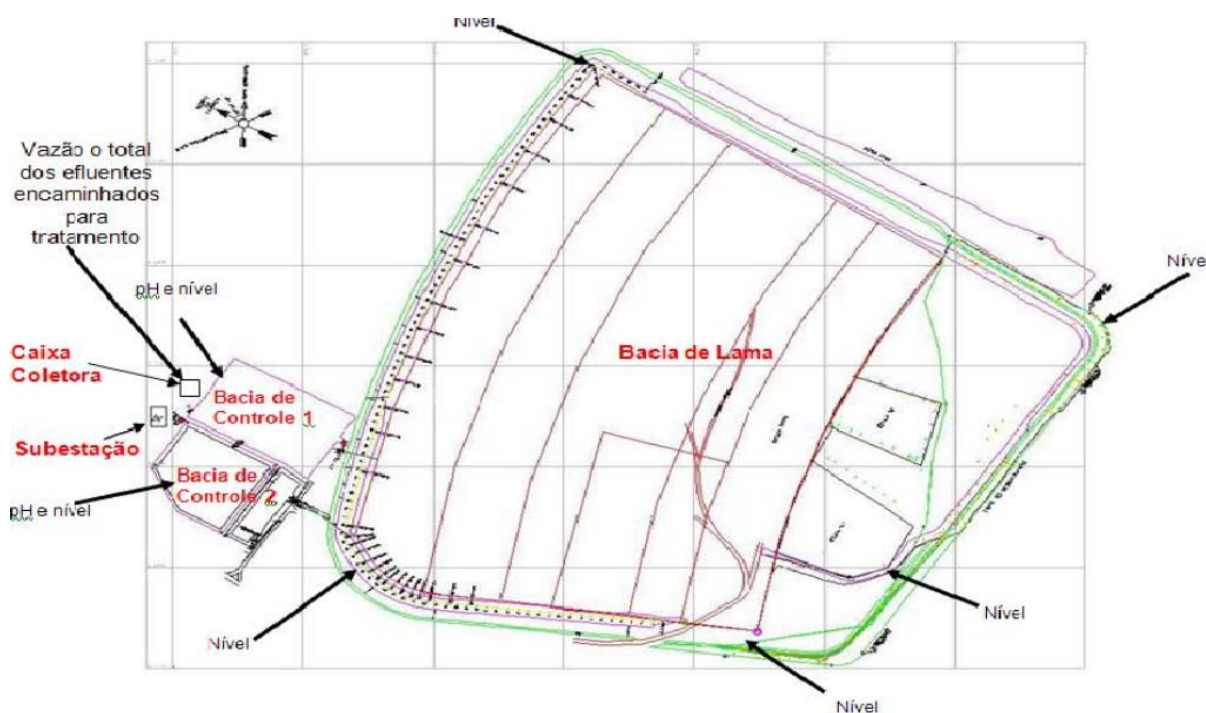 Nível
Vazão o total
dos efluentes
encaminhados
para
tratamento
pH e nível
Caixa
Coletora
Subestação
Bacia de
Controle 1
Bacia de
Controle 2
pH e nível
Bacia de Lama
Níve
Nível
Nível
Nível